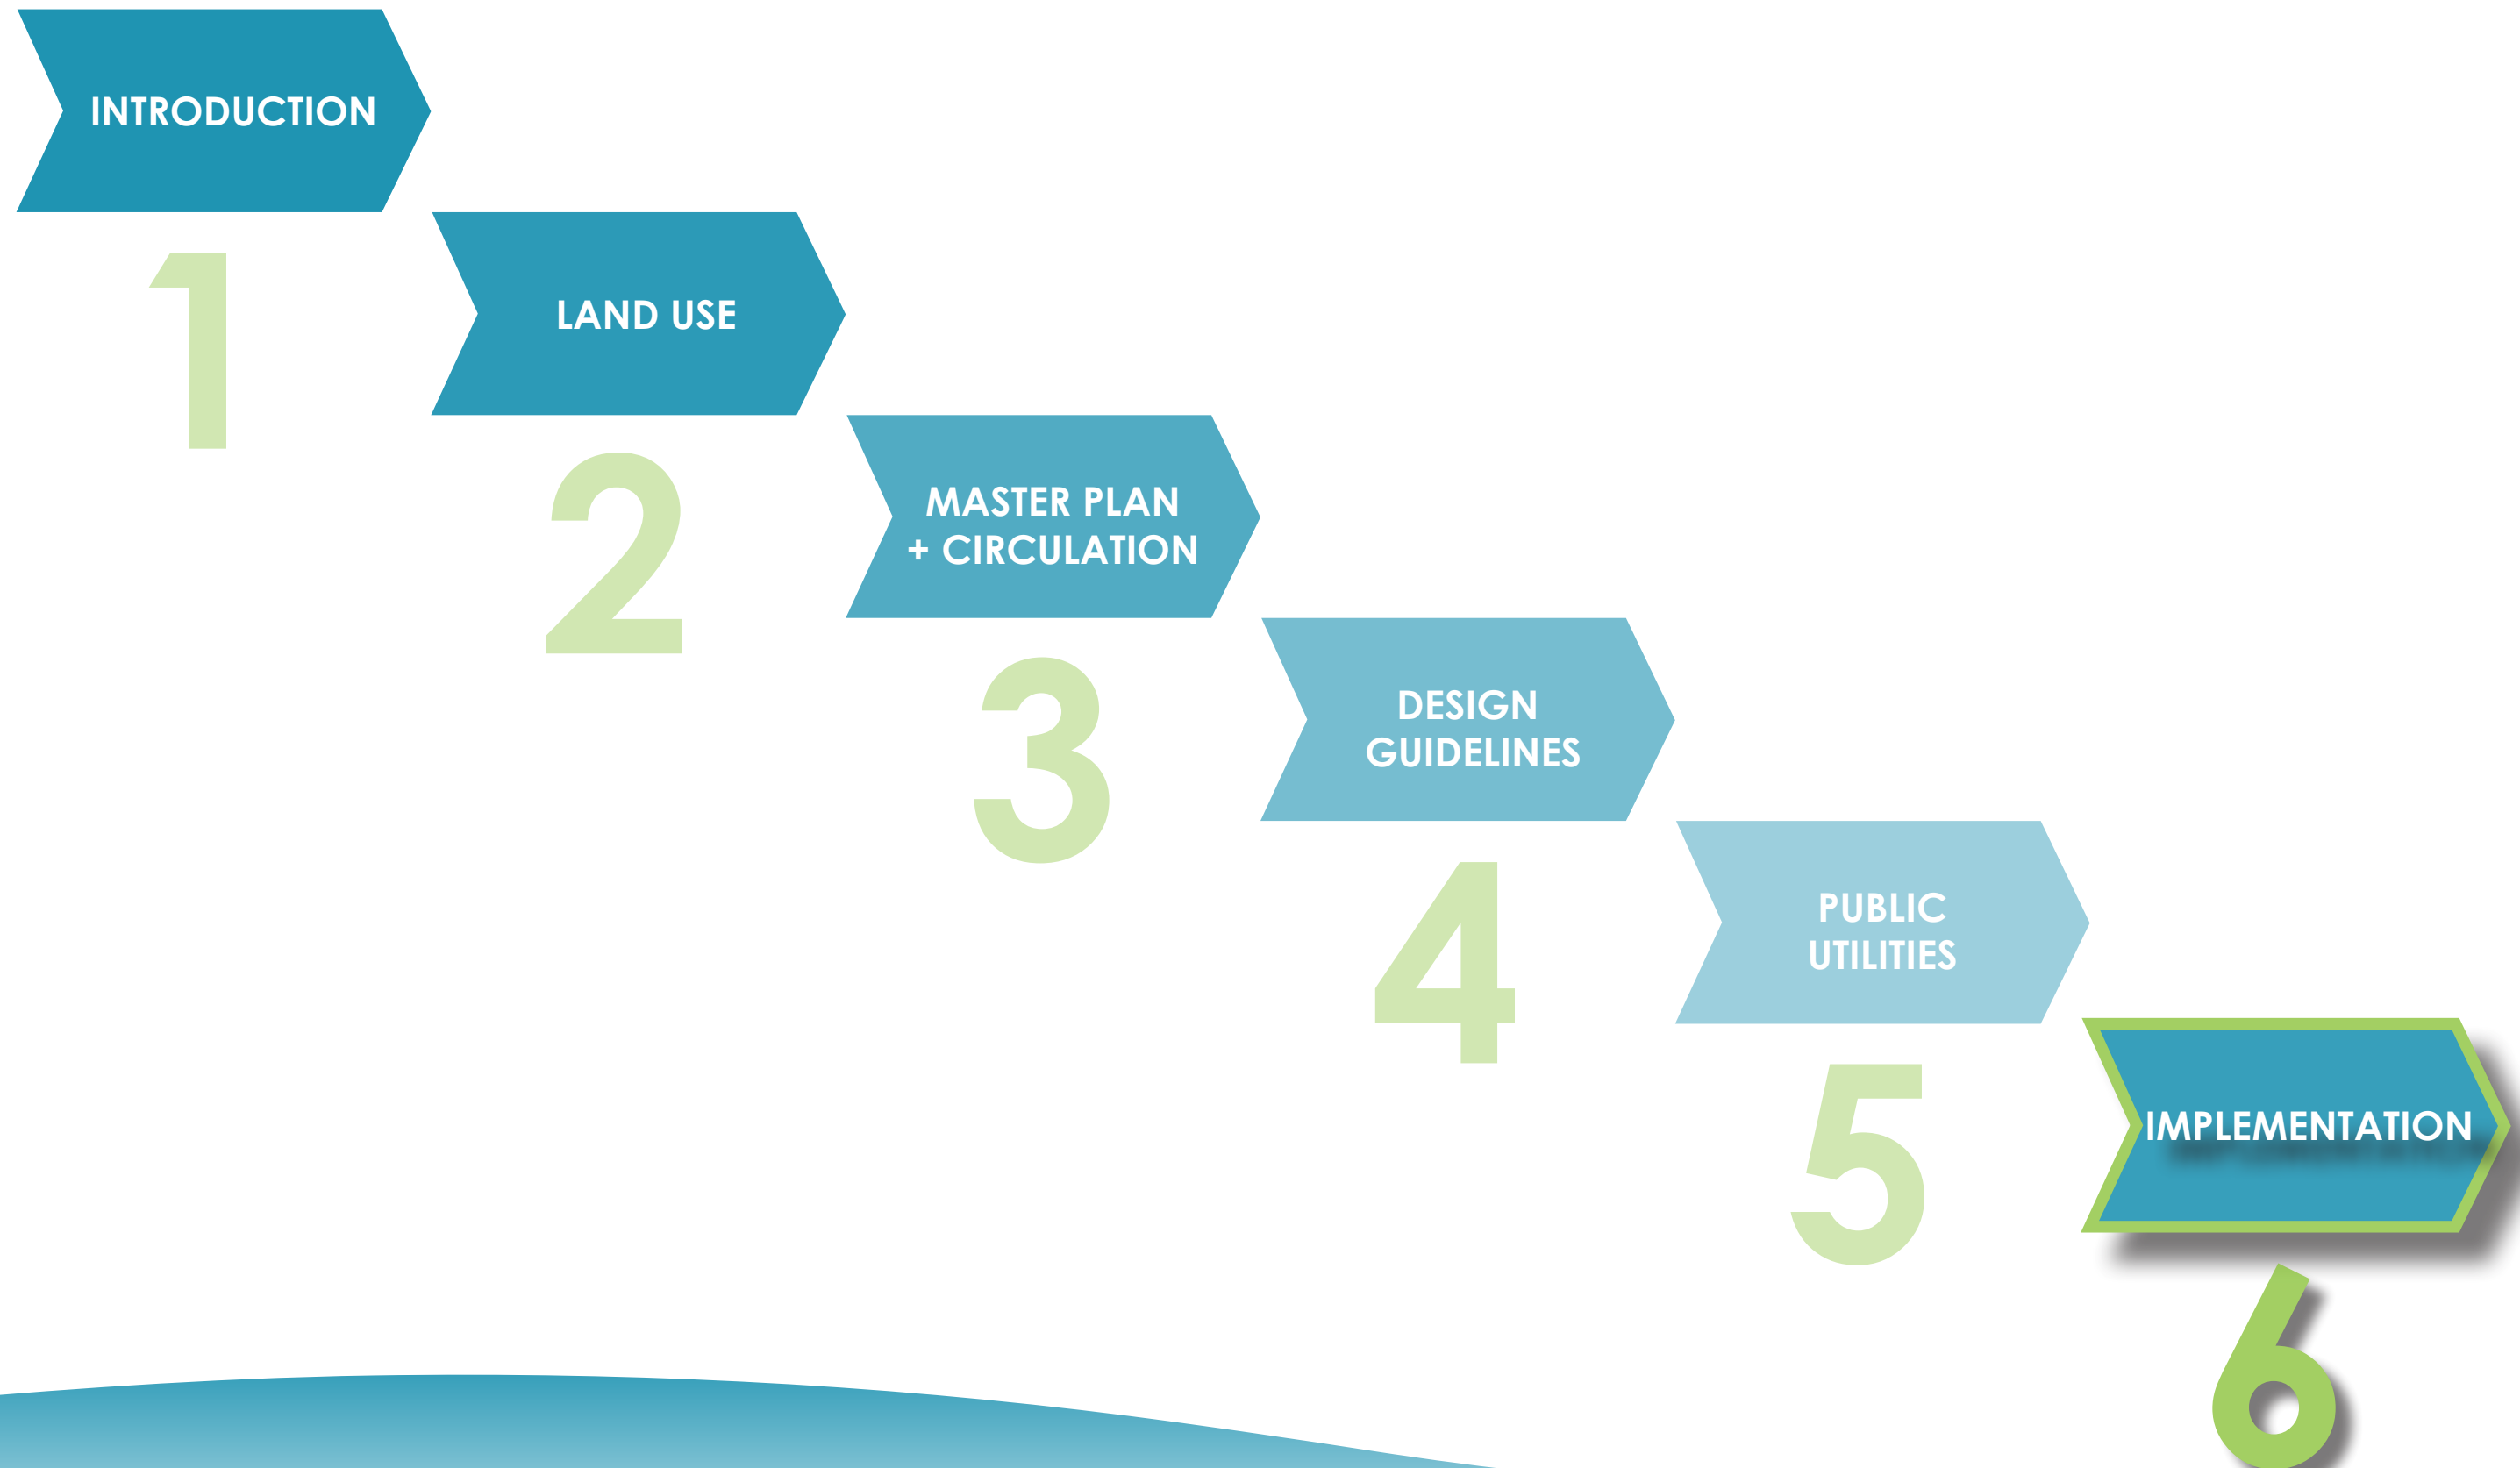 INTRODUCTION
1
LAND USE
2
MASTER PLAN
+ CIRCULATION
3
DESIGN
GUIDELINES
4
PUBLIC
UTILITIES
5
IMPLEMENTATION
6